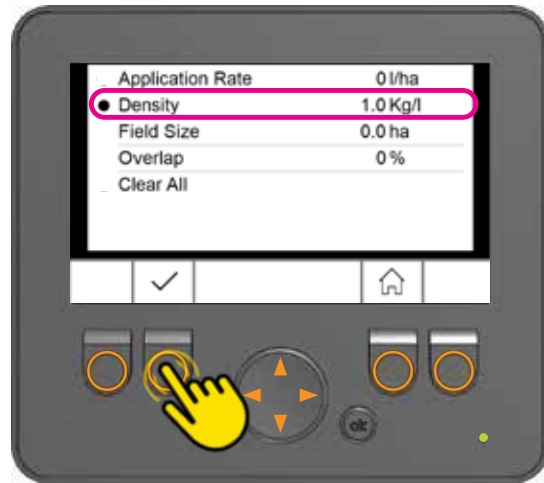 Application Rate 0 l/ha
Density 1.0 Kg/l
Field Size 0.0 ha
Overlap 0 %
Clear All
ok